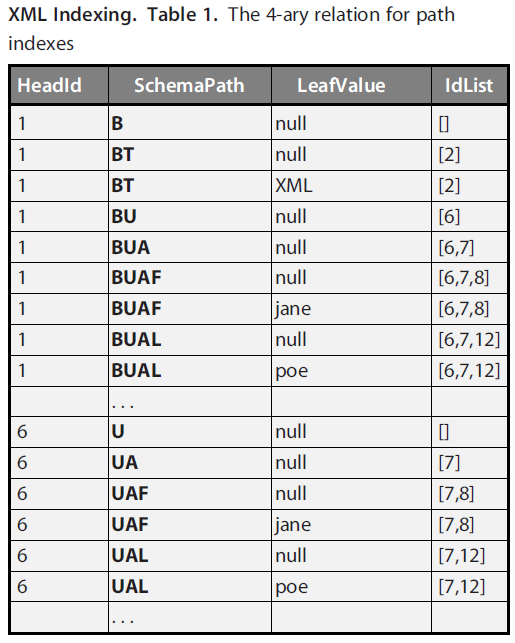 XML Indexing. Table 1. The 4-ary relation for path
indexes
HeadId SchemaPath LeafValue IdList
1 B null []
1 BT null [2]
1 BT XML [2]
1 BU null [6]
1 BUA null [6,7]
1 BUAF null [6,7,8]
1 BUAF jane [6,7,8]
1 BUAL null [6,7,12]
1 BUAL poe [6,7,12]
. . .
6 U null []
6 UA null [7]
6 UAF null [7,8]
6 UAF jane [7,8]
6 UAL null [7,12]
6 UAL poe [7,12]
. . .